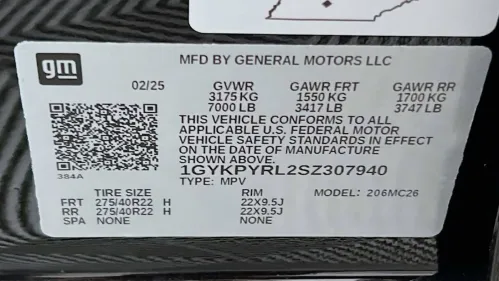 gm
MFD BY GENERAL MOTORS LLC
02/25 GVWR GAWR FRT GAWR RR
3175 KG 1550 KG 1700 KG
7000 LB 3417 LB 3747 LB
THIS VEHICLE CONFORMS TO ALL
APPLICABLE U.S. FEDERAL MOTOR
VEHICLE SAFETY STANDARDS IN EFFECT
ON THE DATE OF MANUFACTURE
SHOWN ABOVE.
1GYKPYRL2SZ307940
384A TYPE: MPV MODEL: 206MC26
TIRE SIZE RIM
FRT 275/40R22 H 22X9.5J
RR 275/40R22 H 22X9.5J
SPA NONE NONE